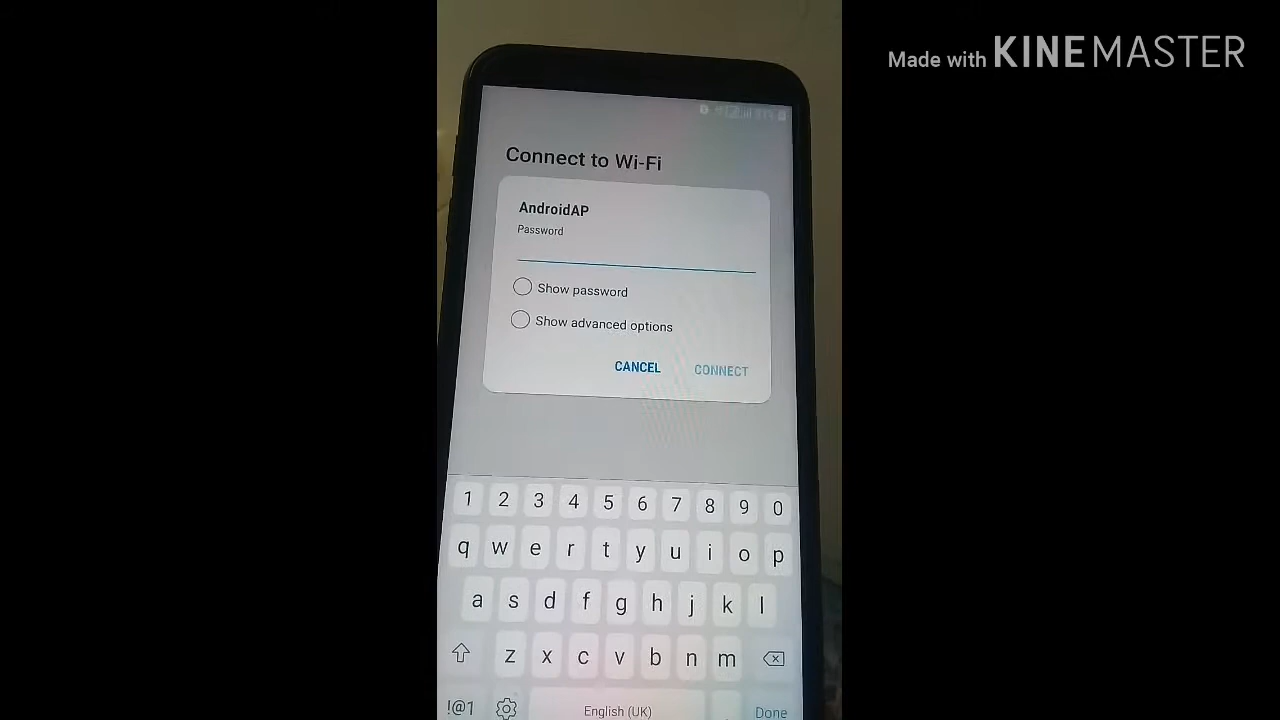 Made with KINEMASTER
Connect to Wi-Fi
AndroidAP
Password
Show password
Show advanced options
CANCEL CONNECT
1 2 3 4 5 6 7 8 9 0
q w e r t y u i o p
a s d f g h j k l
z x c v b n m
!@1 English (UK) Done